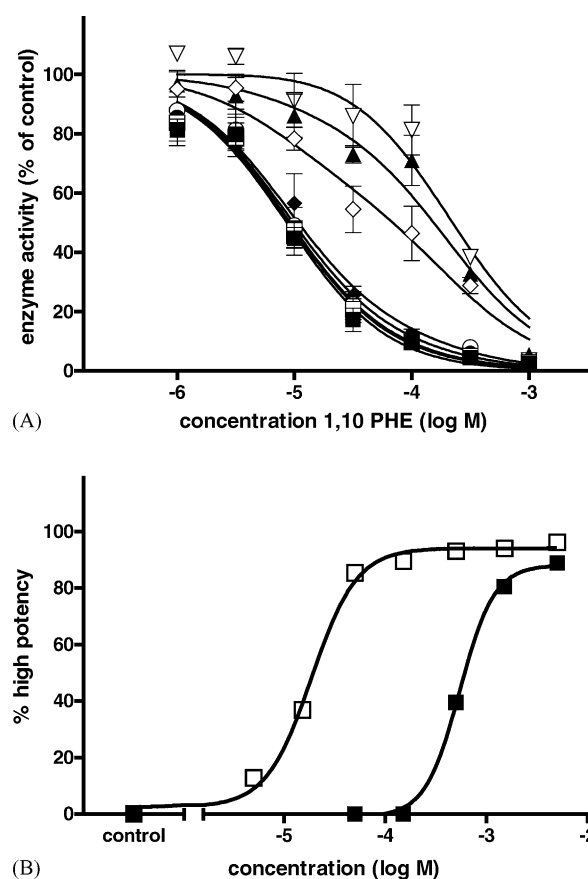 100
80
60
40
20
0
enzyme activity (% of control)
-6 -5 -4 -3
(A)
concentration 1,10 PHE (log M)
100
80
60
40
20
0
% high potency
control -5 -4 -3 -2
(B)
concentration (log M)